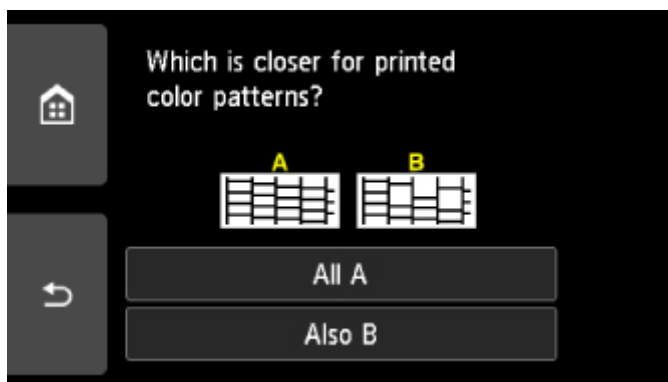 Which is closer for printed
color patterns?
A B
All A
Also B